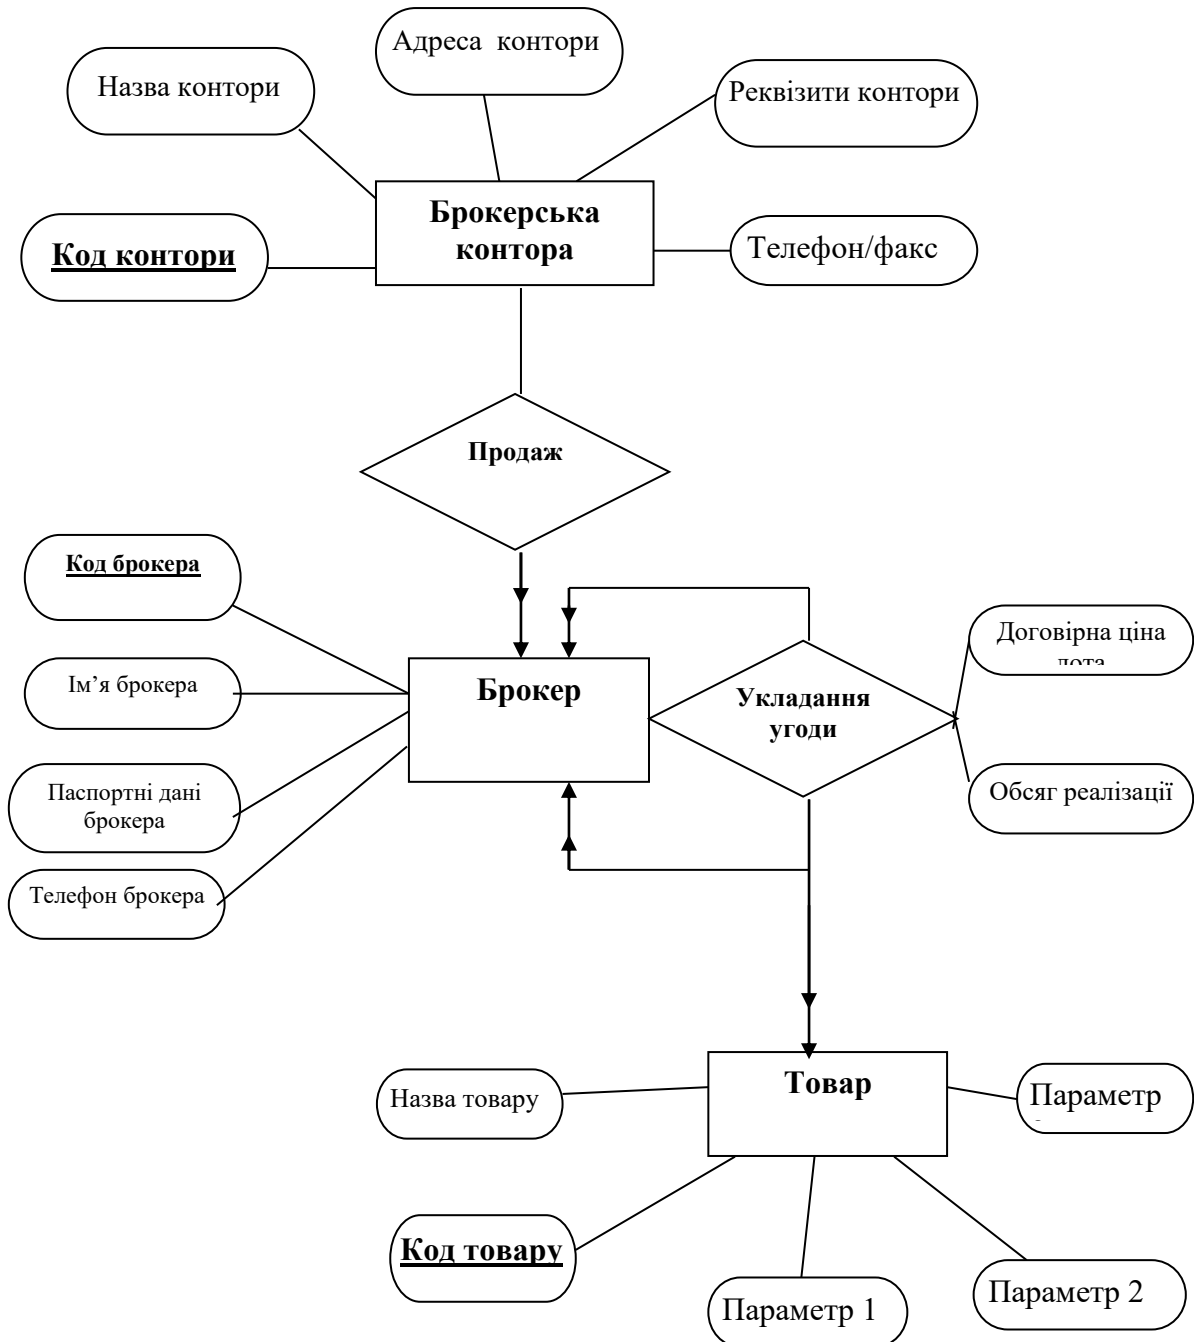 Адреса контори
Назва контори
Реквізити контори
Брокерська
контора
Код контори
Телефон/факс
Продаж
Код брокера
Ім’я брокера
Паспортні дані
брокера
Телефон брокера
Брокер
Укладання
угоди
Договірна ціна
лота
Обсяг реалізації
Товар
Назва товару
Параметр
Код товару
Параметр 1
Параметр 2